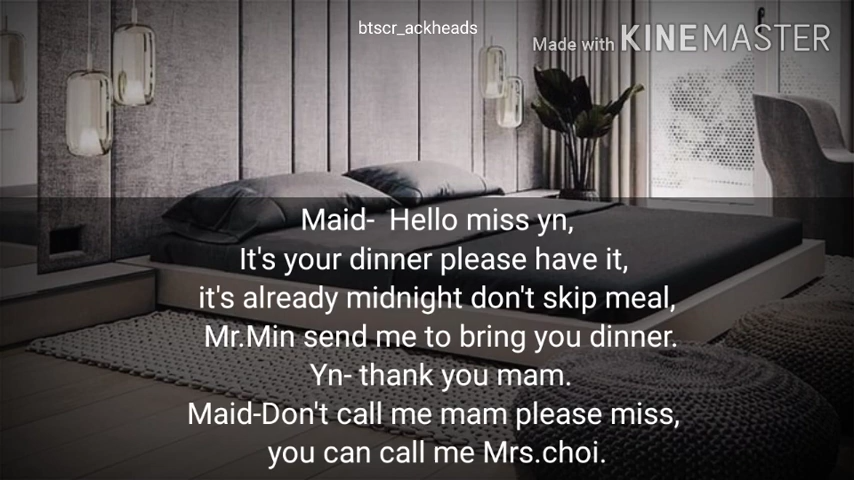 btscr_ackheads
Made with KINEMASTER
Maid-  Hello miss yn,
It's your dinner please have it,
it's already midnight don't skip meal,
Mr.Min send me to bring you dinner.
Yn- thank you mam.
Maid-Don't call me mam please miss,
you can call me Mrs.choi.